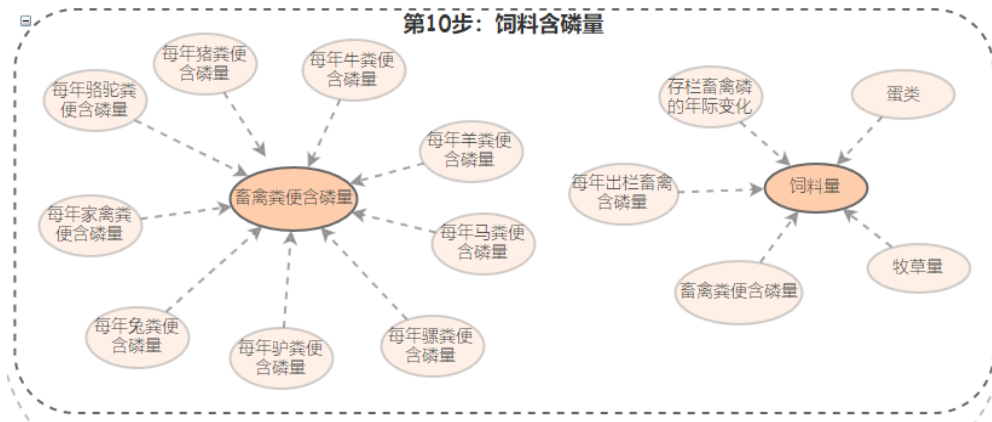 第10步：饲料含磷量
每年猪粪便
含磷量
每年牛粪便
含磷量
每年骆驼粪
便含磷量
每年羊粪便
含磷量
畜禽粪便含磷量
每年家禽粪
便含磷量
每年马粪便
含磷量
每年兔粪便
含磷量
每年驴粪便
含磷量
每年骡粪便
含磷量
存栏畜禽磷
的年际变化
蛋类
每年出栏畜禽
含磷量
饲料量
畜禽粪便含磷量
牧草量